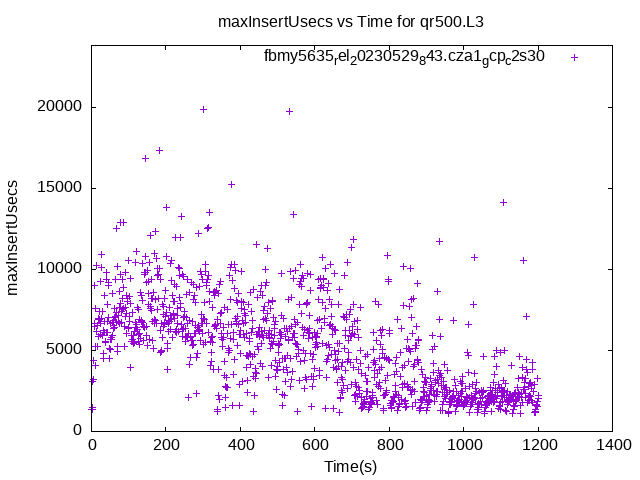 maxInsertUsecs vs Time for qr500.L3
fbmy5635rel20230529843.cza1gcpc2s30
20000
15000
10000
5000
0
maxInsertUsecs
0 200 400 600 800 1000 1200 1400
Time(s)